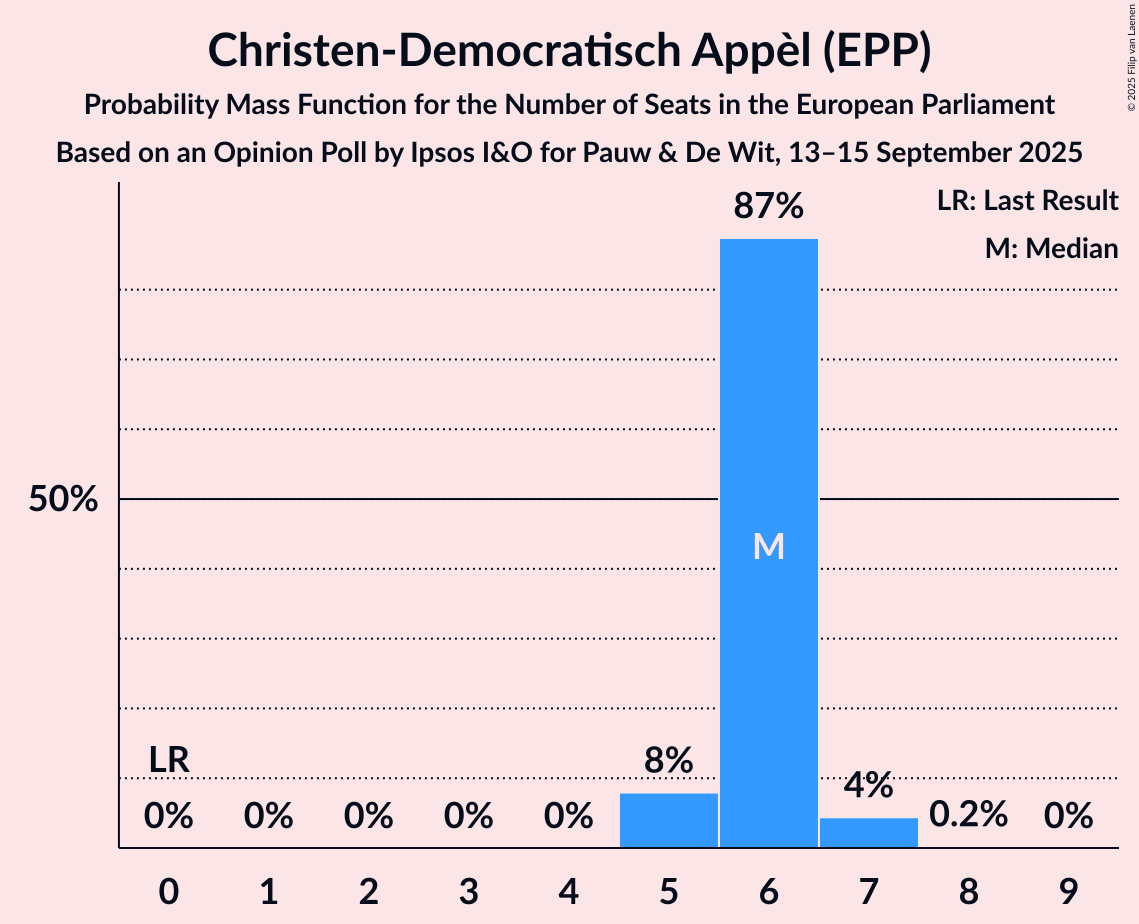 Christen-Democratisch Appèl (EPP)
Probability Mass Function for the Number of Seats in the European Parliament
Based on an Opinion Poll by Ipsos I&O for Pauw & De Wit, 13–15 September 2025
© 2025 Filip van Laenen
LR: Last Result
M: Median
87%
50%
M
LR
8%
4%
0% 0% 0% 0% 0% 0.2% 0%
0 1 2 3 4 5 6 7 8 9